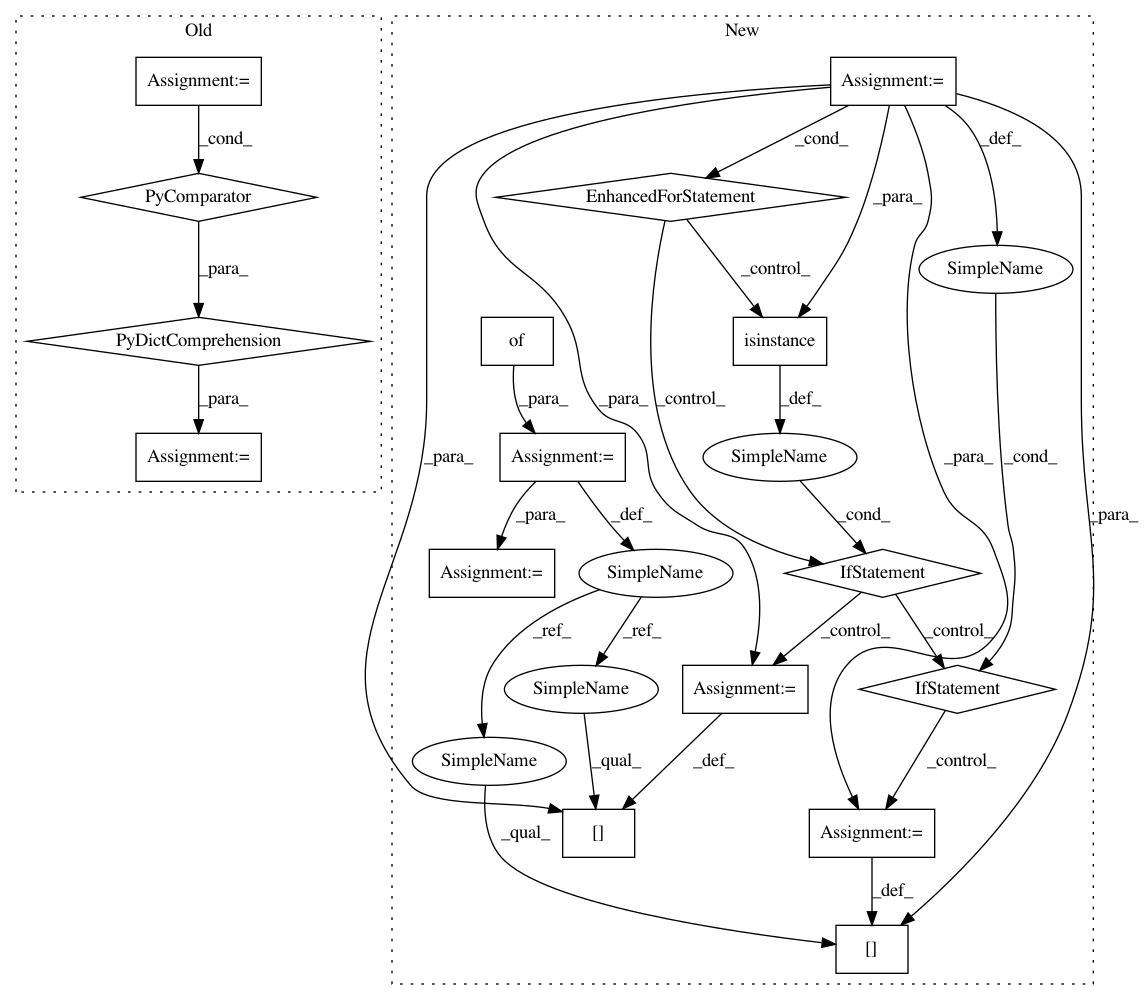 Old
New
Assignment:=
Assignment:=
_cond_
_cond_
_def_
PyComparator
EnhancedForStatement
_para_
_para_
_control_
SimpleName
PyDictComprehension
of
isinstance
_para_
_para_
_para_
_control_
_def_
Assignment:=
_para_
Assignment:=
SimpleName
_para_
_cond_
_para_
_def_
_cond_
_para_
Assignment:=
SimpleName
IfStatement
_ref_
_ref_
_control_
_control_
SimpleName
Assignment:=
IfStatement
SimpleName
_qual_
_def_
_control_
_qual_
[]
Assignment:=
_def_
[]